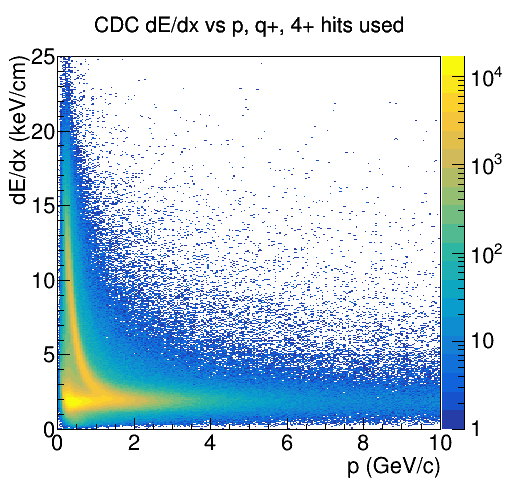 CDC dE/dx vs p, q+, 4+ hits used
dE/dx (keV/cm)
25
20
15
10
5
0
0 2 4 6 8 10
p (GeV/c)
10⁴
10³
10²
10
1